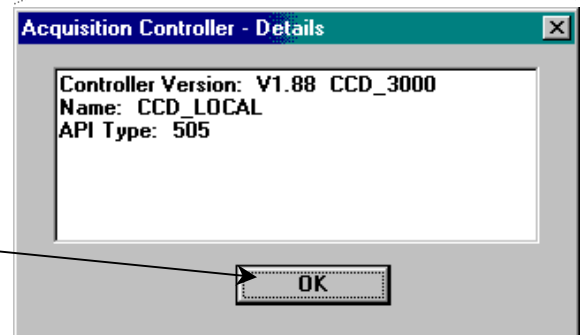 Acquisition Controller - Details
Controller Version: V1.88 CCD_3000
Name: CCD_LOCAL
API Type: 505
OK